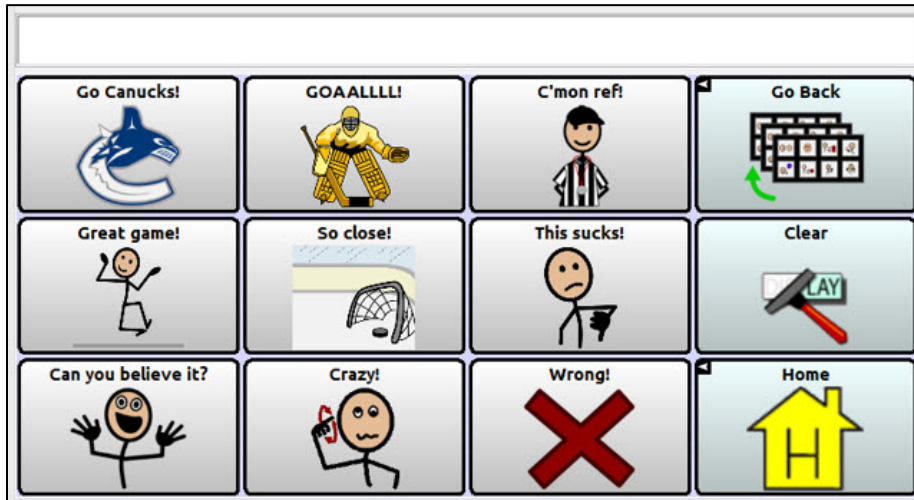 Go Canucks!
GOAALLLL!
C'mon ref!
Go Back
Great game!
So close!
This sucks!
Clear
LAY
Can you believe it?
Crazy!
Wrong!
Home
H